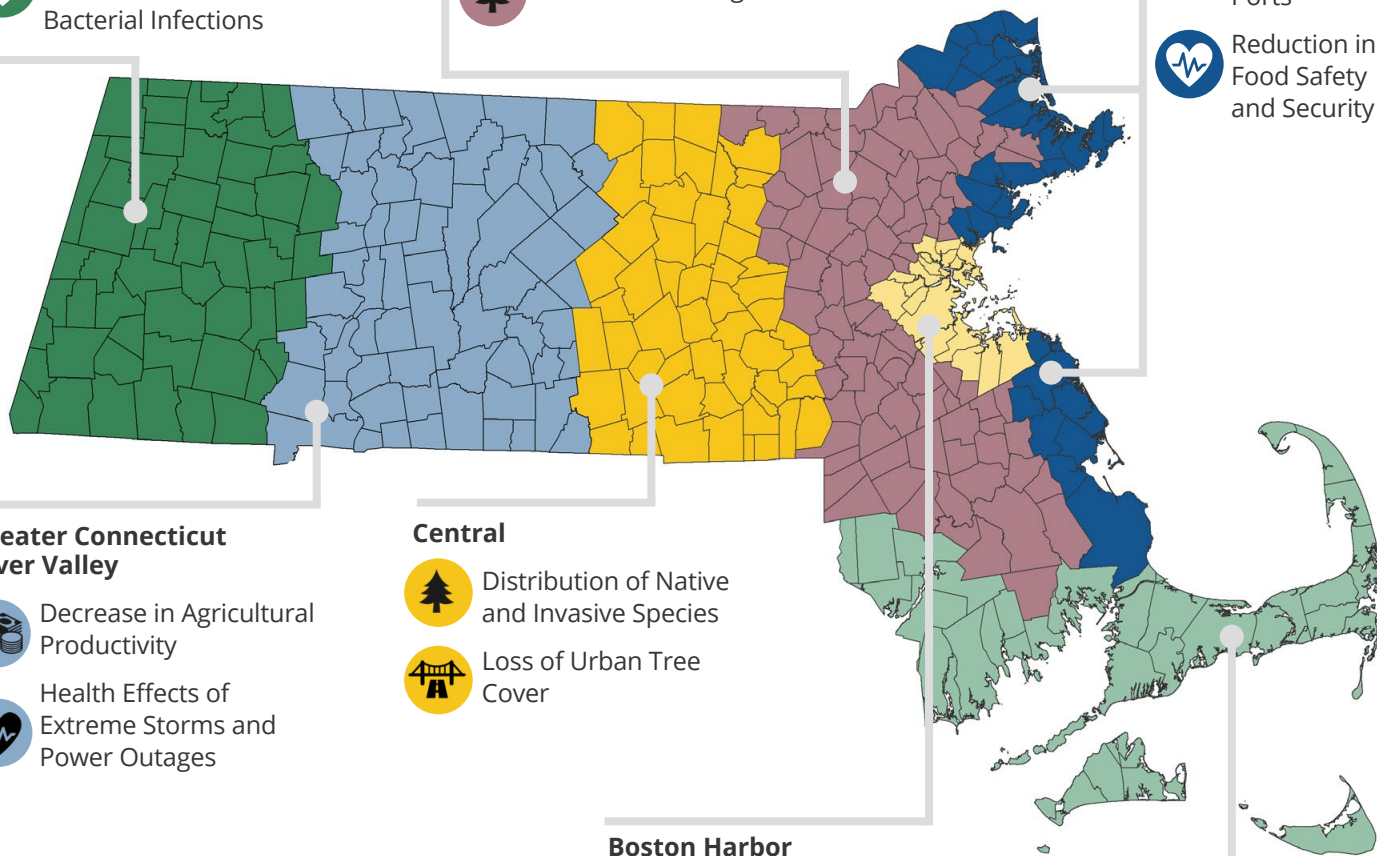 Bacterial Infections
Reduction in
Food Safety
and Security
eater Connecticut
ver Valley
Decrease in Agricultural
Productivity
Health Effects of
Extreme Storms and
Power Outages
Central
Distribution of Native
and Invasive Species
Loss of Urban Tree
Cover
Boston Harbor